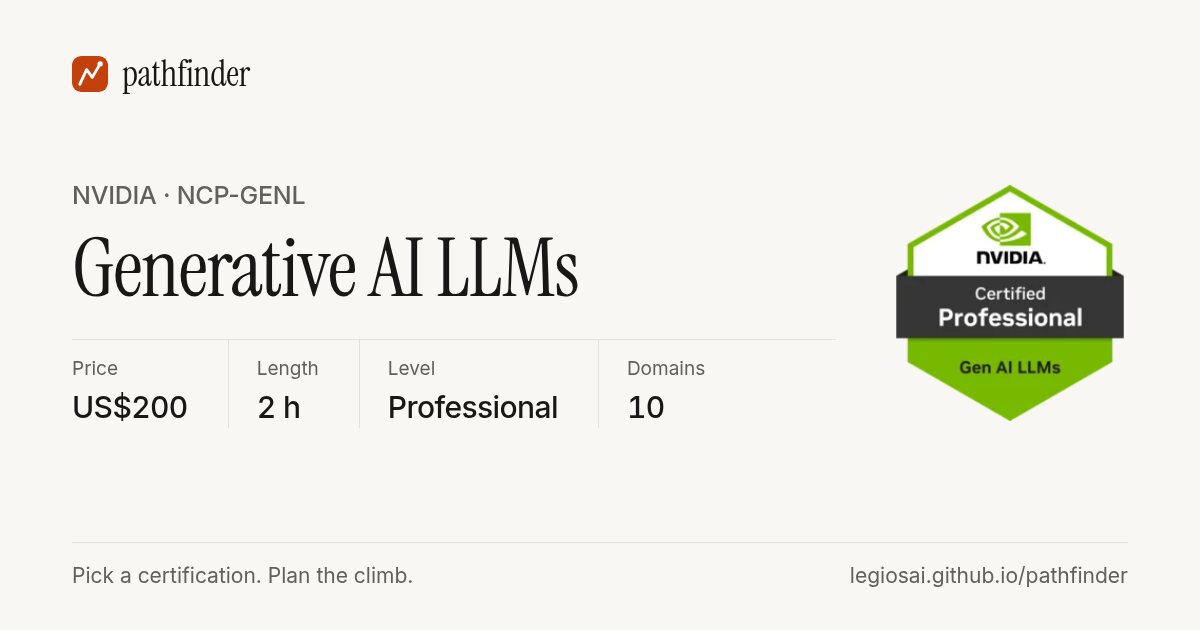 pathfinder
NVIDIA · NCP-GENL
Generative AI LLMs
Price
US$200
Length
2 h
Level
Professional
Domains
10
NVIDIA.
Certified
Professional
Gen AI LLMs
Pick a certification. Plan the climb.
legiosai.github.io/pathfinder